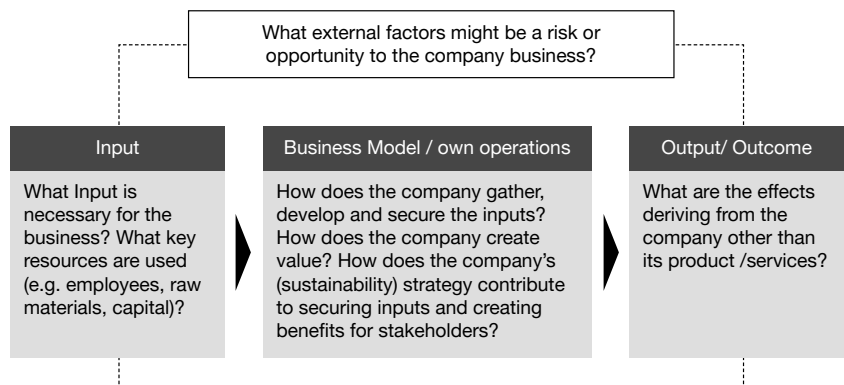 What external factors might be a risk or
opportunity to the company business?
Input
What Input is
necessary for the
business? What key
resources are used
(e.g. employees, raw
materials, capital)?
Business Model / own operations
How does the company gather,
develop and secure the inputs?
How does the company create
value? How does the company’s
(sustainability) strategy contribute
to securing inputs and creating
benefits for stakeholders?
Output/ Outcome
What are the effects
deriving from the
company other than
its product /services?